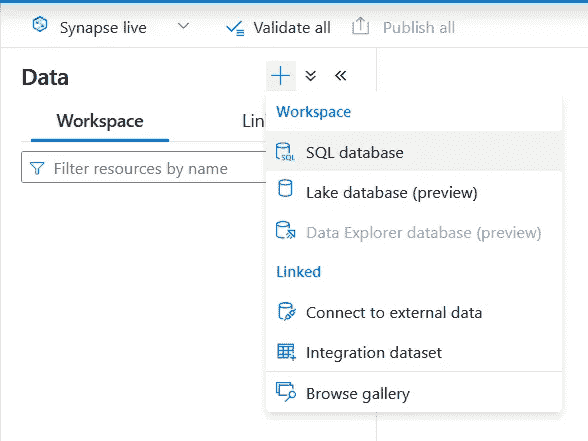 Synapse live
Validate all
Publish all
Data
Workspace
Lin
Filter resources by name
Workspace
SQL database
Lake database (preview)
Data Explorer database (preview)
Linked
Connect to external data
Integration dataset
Browse gallery